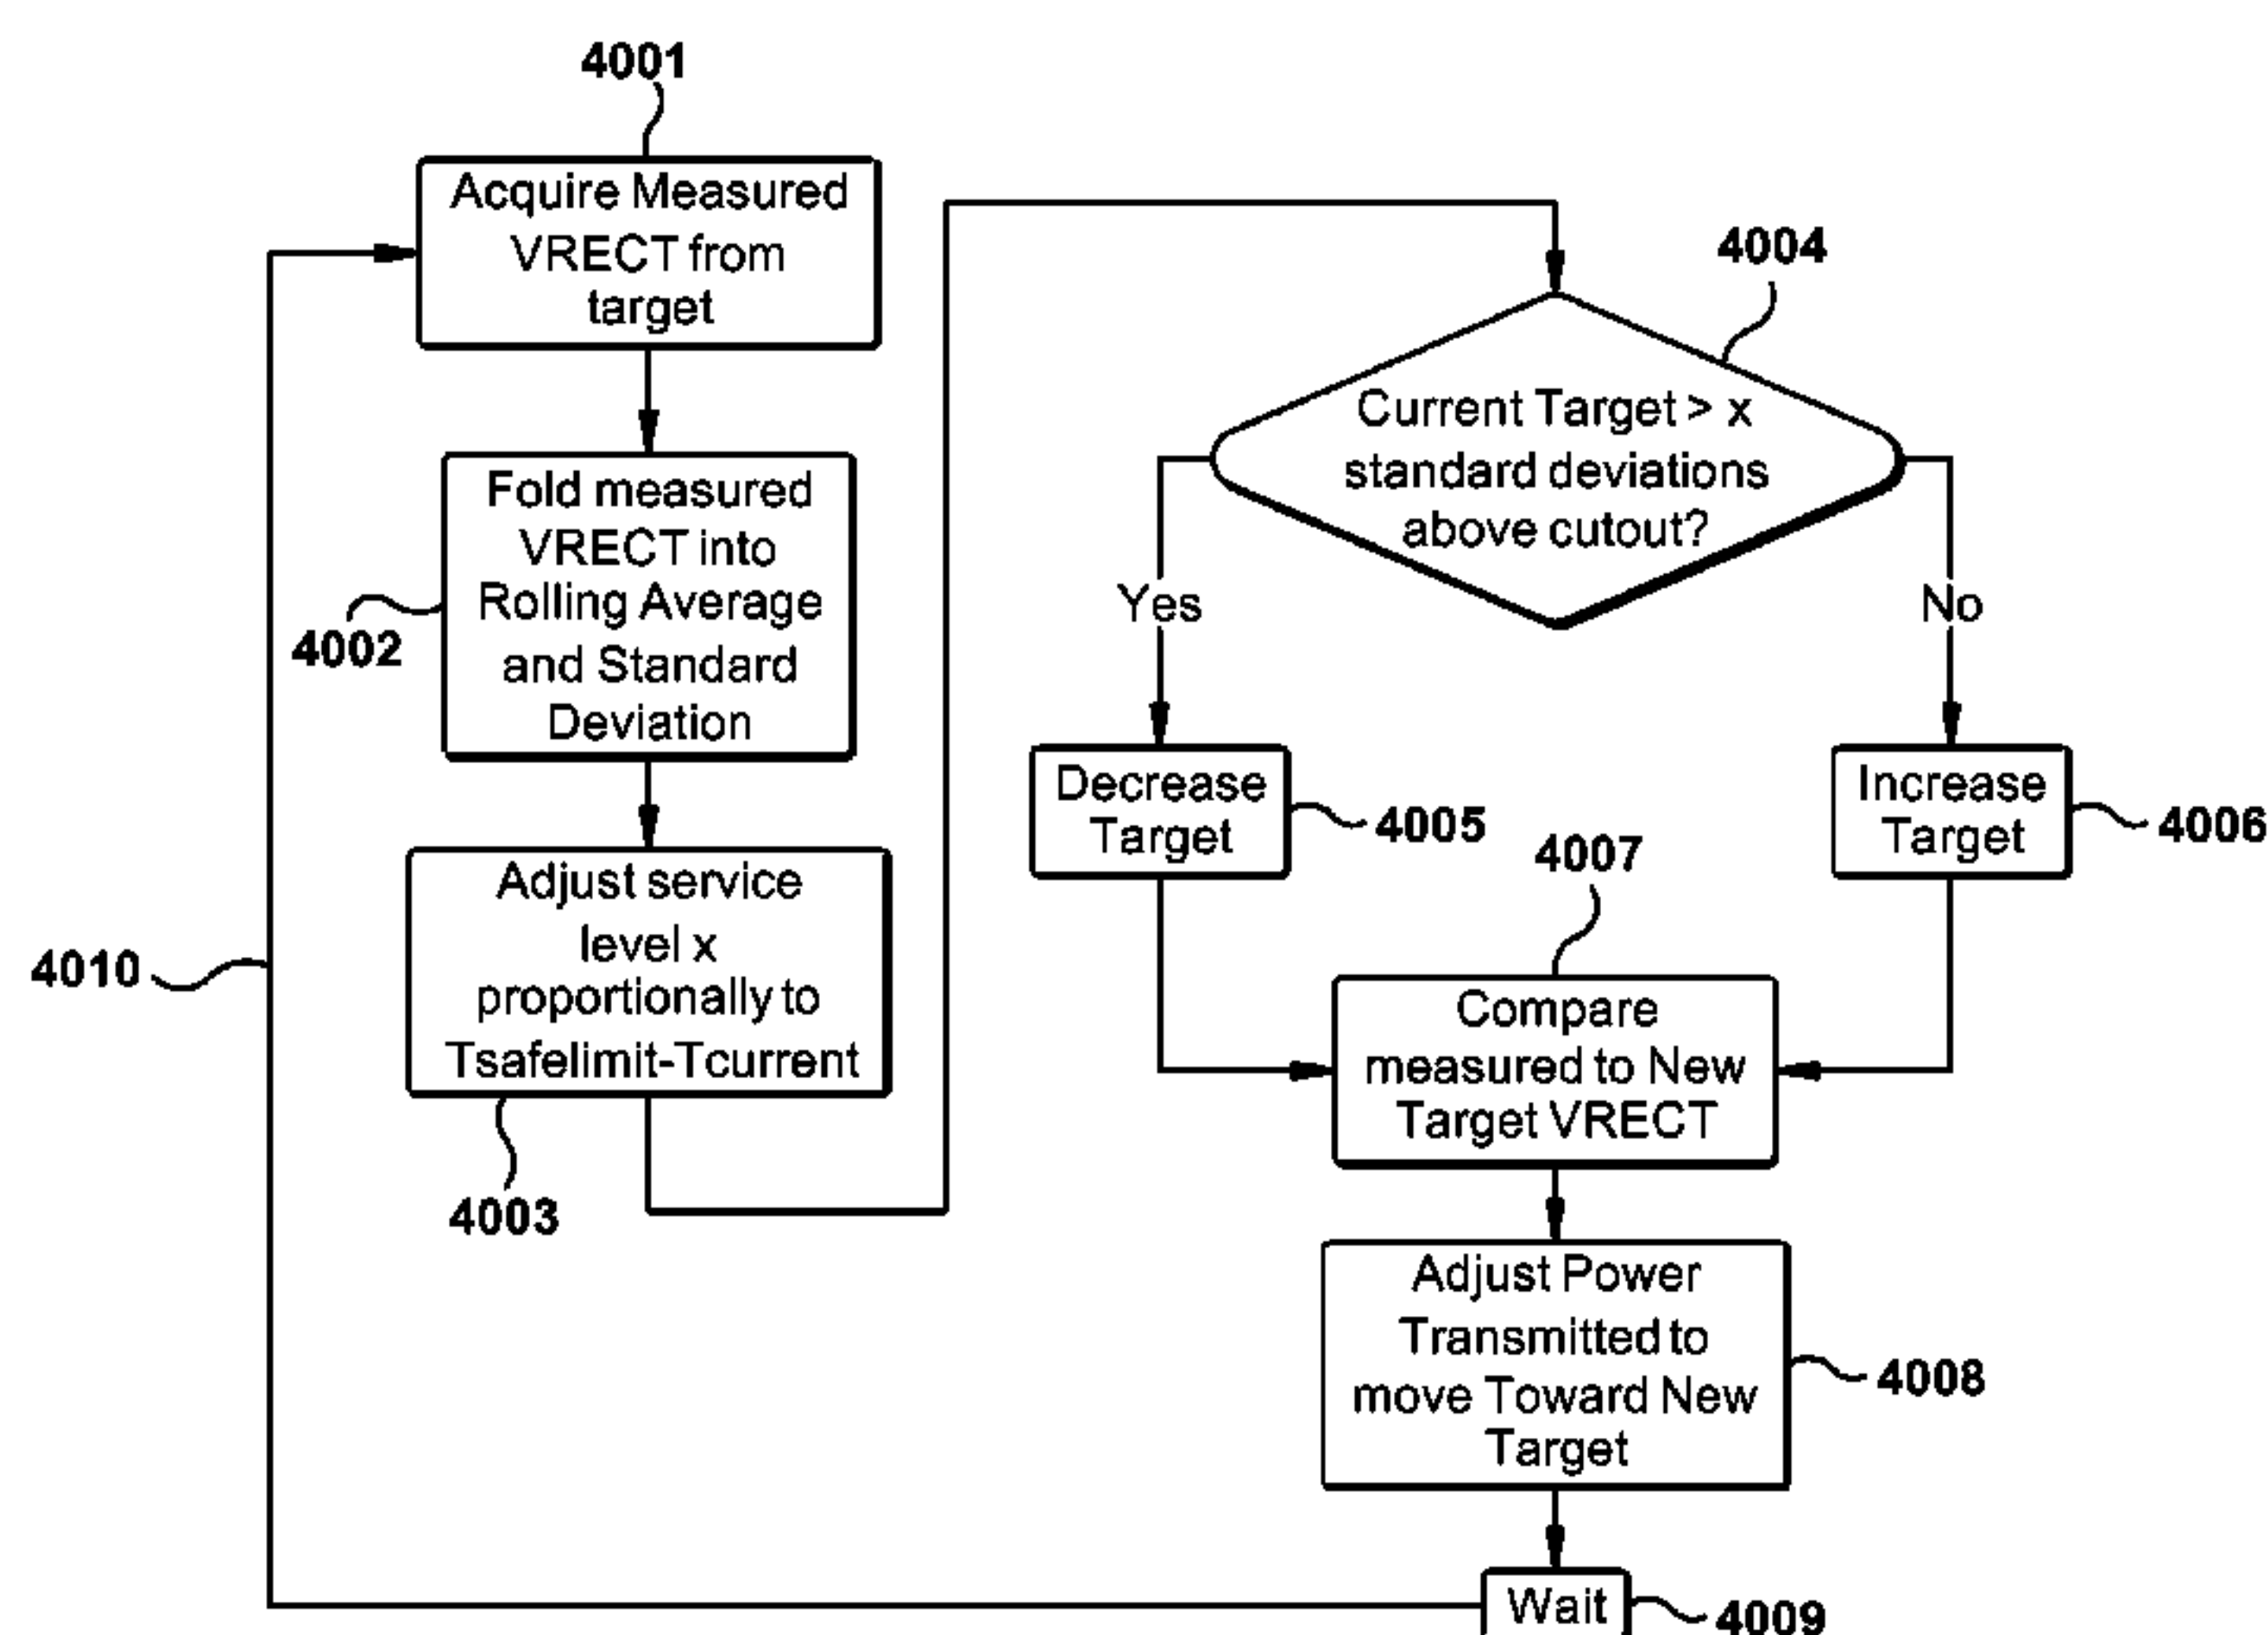 4001
Acquire Measured
VRECT from
target
4002
Fold measured
VRECT into
Rolling Average
and Standard
Deviation
Adjust service
level x
proportionally to
Tsafelimit-Tcurrent
4003
4010
4004
Current Target > x
standard deviations
above cutout?
Yes
No
Decrease
Target
4005
Increase
Target
4006
4007
Compare
measured to New
Target VRECT
Adjust Power
Transmitted to
move Toward New
Target
4008
Wait
4009